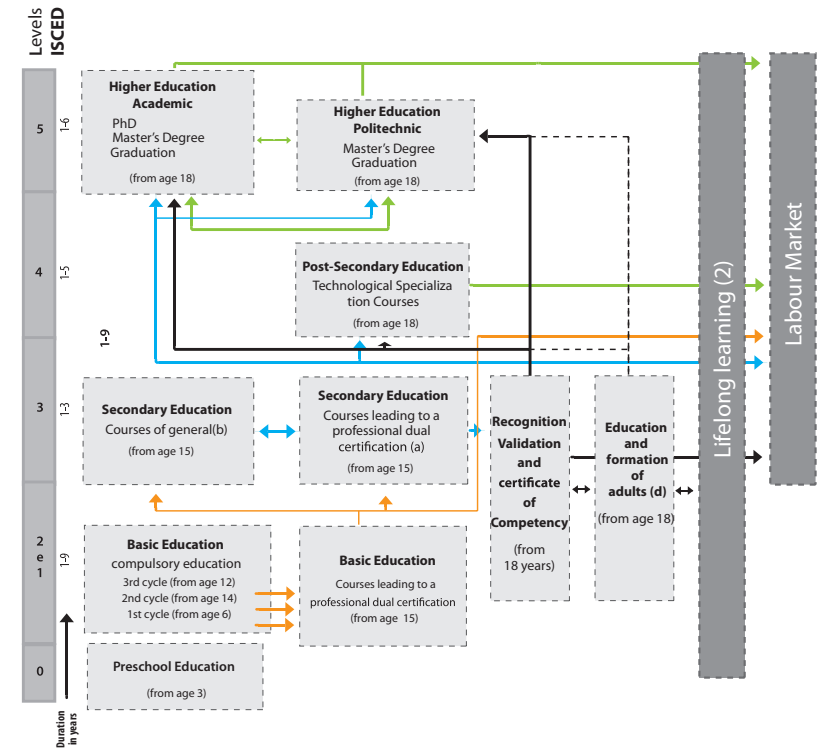 Levels
ISCED
5
1-6
4
1-5
1-9
3
1-3
2
e
1
1-9
0
Duration
in years
Higher Education
Academic
PhD
Master's Degree
Graduation
(from age 18)
Higher Education
Politechnic
Master's Degree
Graduation
(from age 18)
Post-Secondary Education
Technological Specializa
tion Courses
(from age 18)
Secondary Education
Courses of general(b)
(from age 15)
Secondary Education
Courses leading to a
professional dual
certification (a)
(from age 15)
Recognition
Validation
and
certificate
of
Competency
(from
18 years)
Education
and
formation
of
adults (d)
(from age 18)
Basic Education
compulsory education
3rd cycle (from age 12)
2nd cycle (from age 14)
1st cycle (from age 6)
Basic Education
Courses leading to a
professional dual certification
(from age 15)
Preschool Education
(from age 3)
Lifelong learning (2)
Labour Market